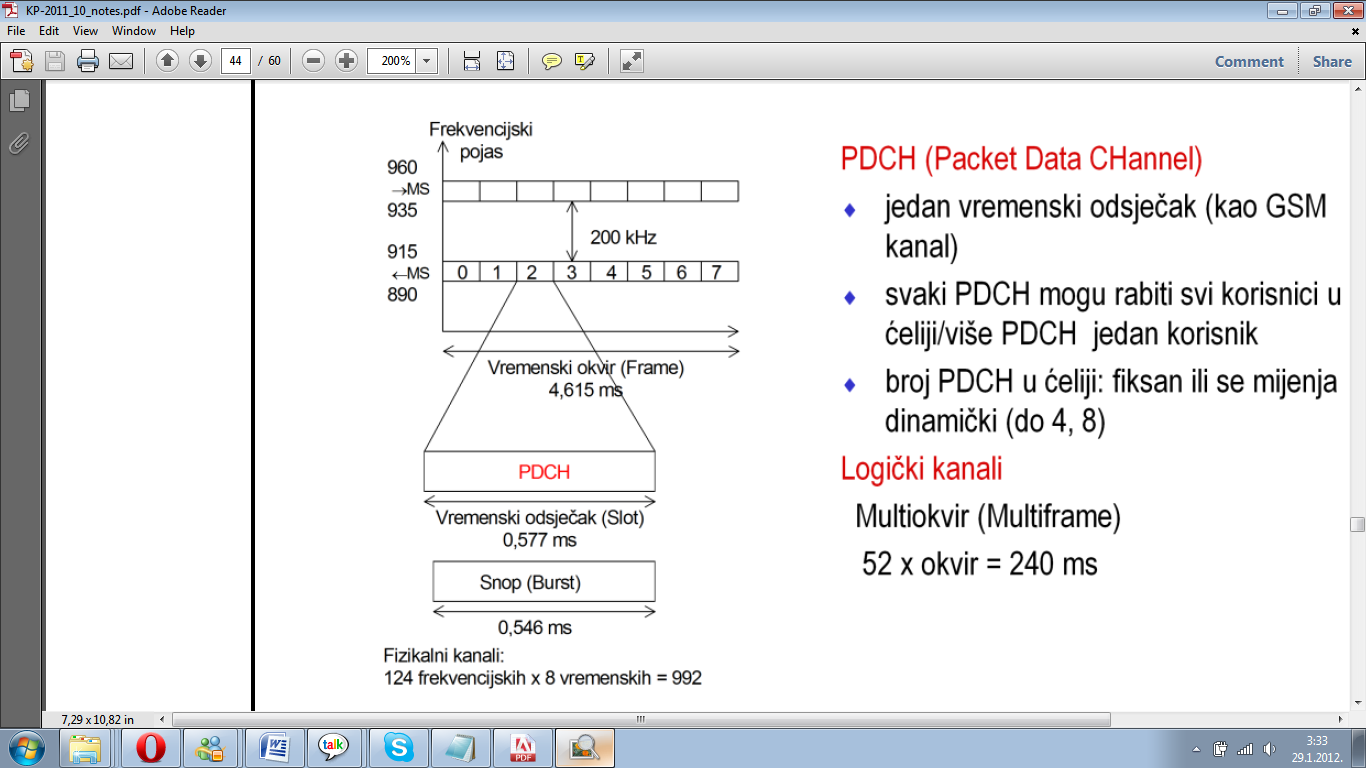 KP-2011_10_notes.pdf - Adobe Reader
File Edit View Window Help
44 / 60 200% Comment Share
Frekvencijski
pojas
960
→MS
935
200 kHz
915
←MS
890
0 1 2 3 4 5 6 7
Vremenski okvir (Frame)
4,615 ms
PDCH
Vremenski odsječak (Slot)
0,577 ms
Snop (Burst)
0,546 ms
Fizikalni kanali:
124 frekvencijskih x 8 vremenskih = 992
PDCH (Packet Data CHannel)
♦ jedan vremenski odsječak (kao GSM
kanal)
♦ svaki PDCH mogu rabiti svi korisnici u
ćeliji/više PDCH jedan korisnik
♦ broj PDCH u ćeliji: fiksan ili se mijenja
dinamički (do 4, 8)
Logički kanali
Multiokvir (Multiframe)
52 x okvir = 240 ms
7,29 x 10,82 in
talk
PDF
3:33
29.1.2012.